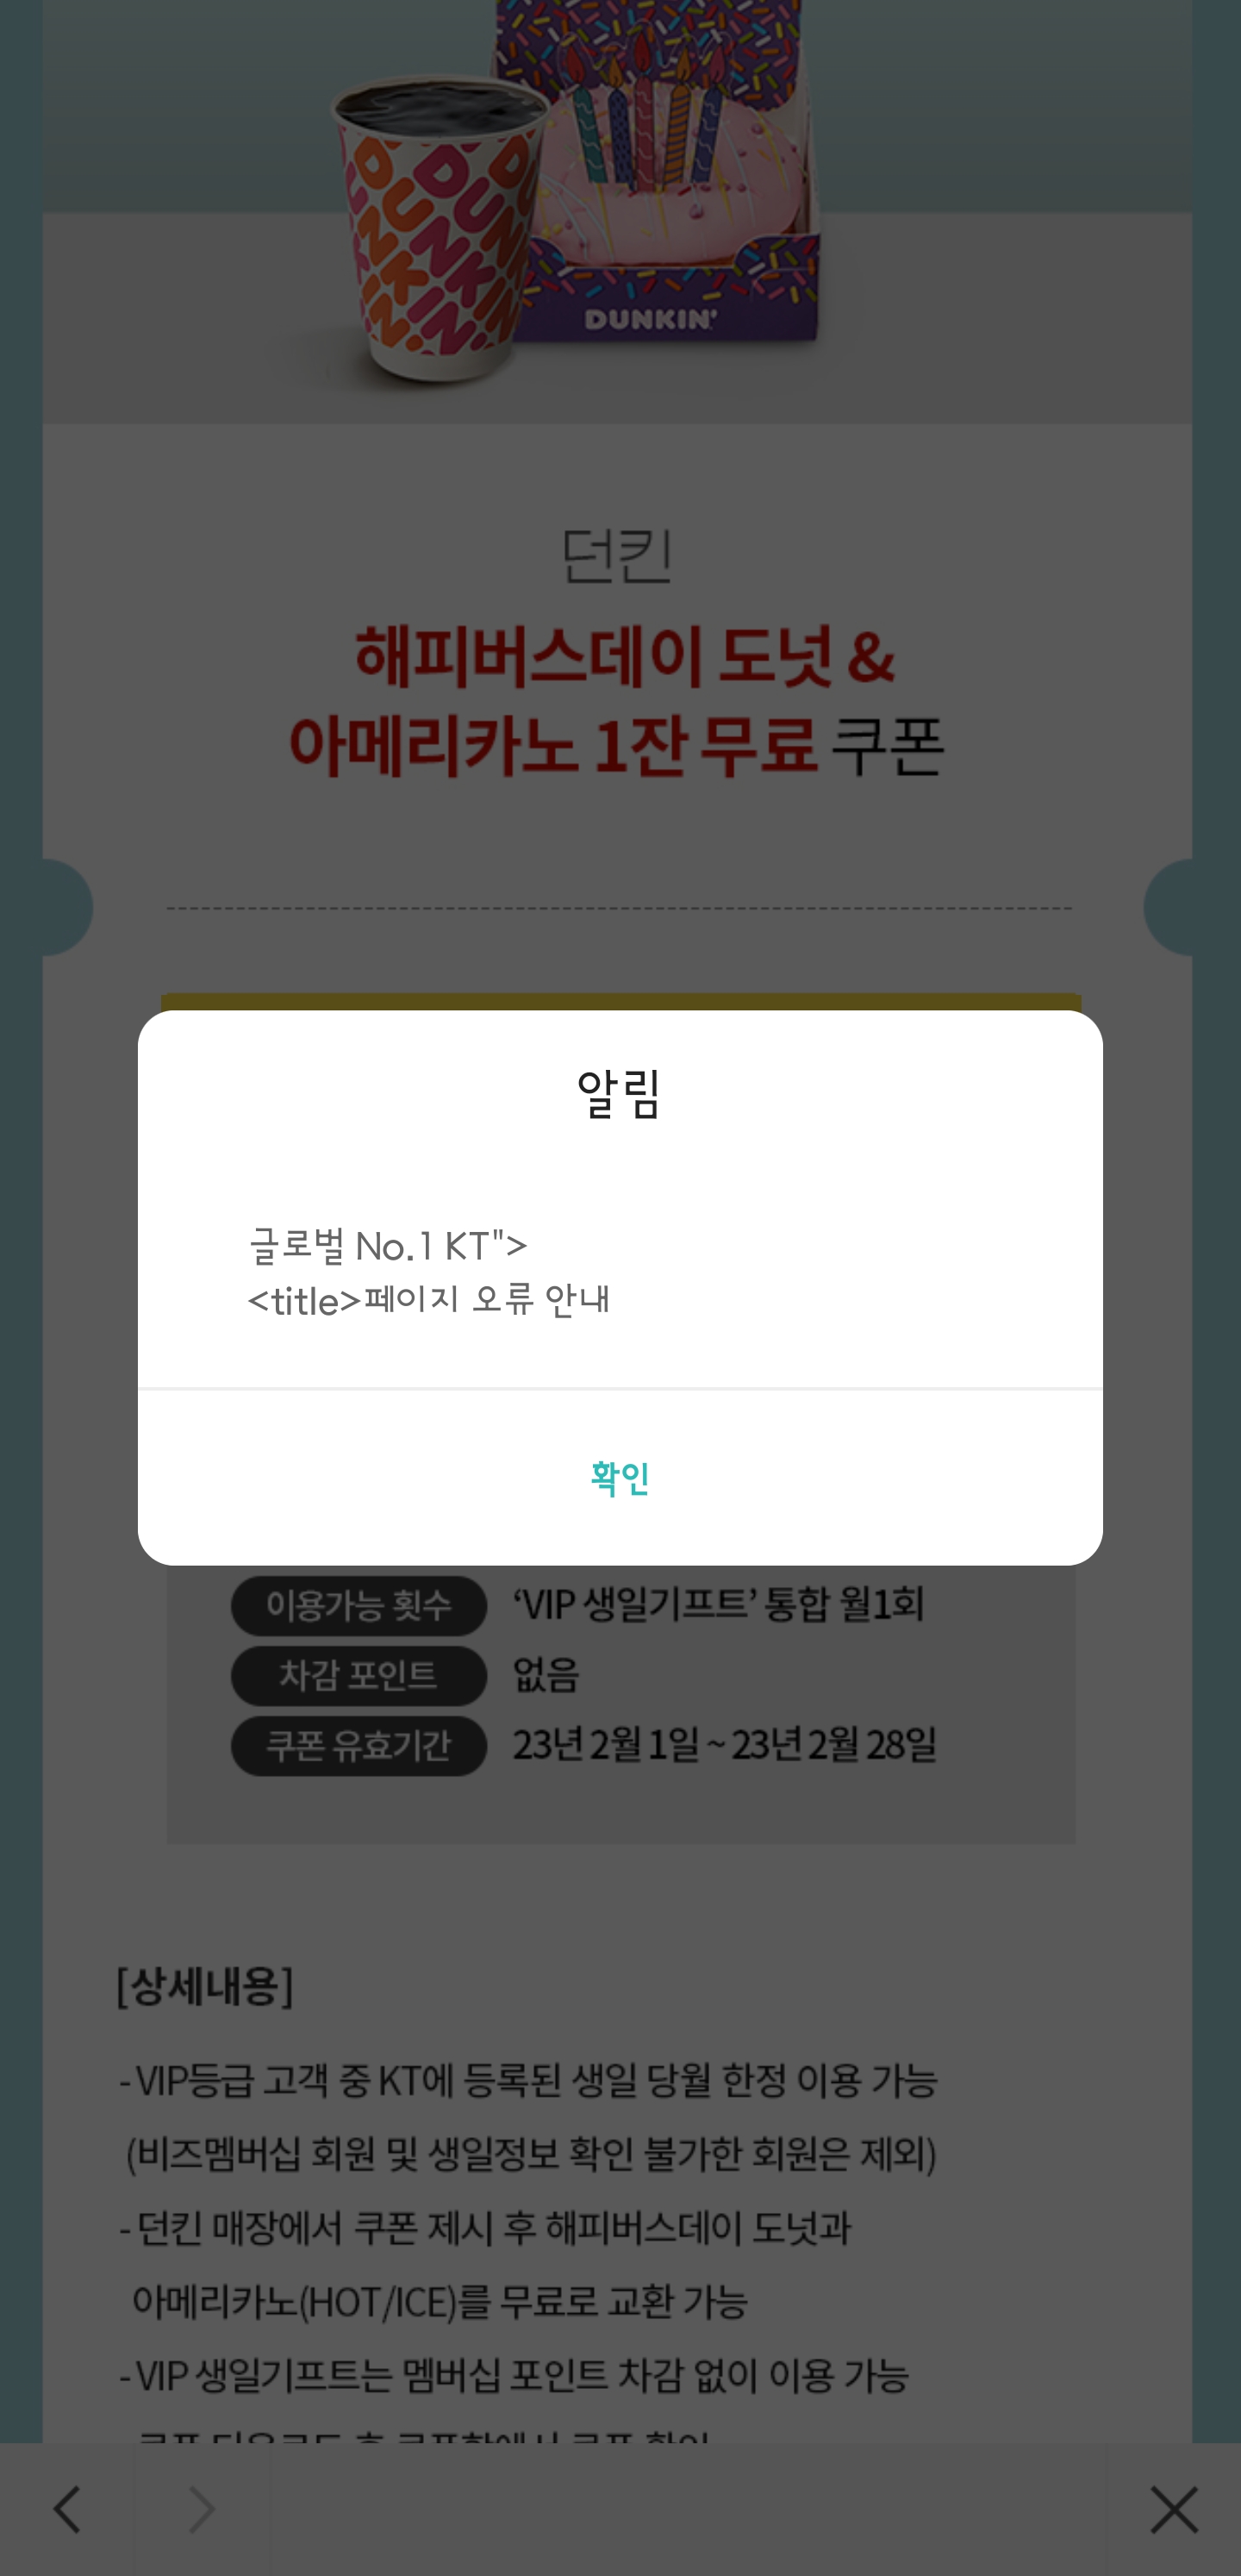 DUNKIN'
DUNKIN'
던킨
해피버스데이 도넛 &
아메리카노 1잔 무료 쿠폰
알림
글로벌 No.1 KT">
<title>페이지 오류 안내
확인
이용가능 횟수 ‘VIP 생일기프트’ 통합 월1회
차감 포인트 없음
쿠폰 유효기간 23년 2월 1일 ~ 23년 2월 28일
[상세내용]
- VIP등급 고객 중 KT에 등록된 생일 당월 한정 이용 가능
(비즈멤버십 회원 및 생일정보 확인 불가한 회원은 제외)
- 던킨 매장에서 쿠폰 제시 후 해피버스데이 도넛과
아메리카노(HOT/ICE)를 무료로 교환 가능
- VIP 생일기프트는 멤버십 포인트 차감 없이 이용 가능